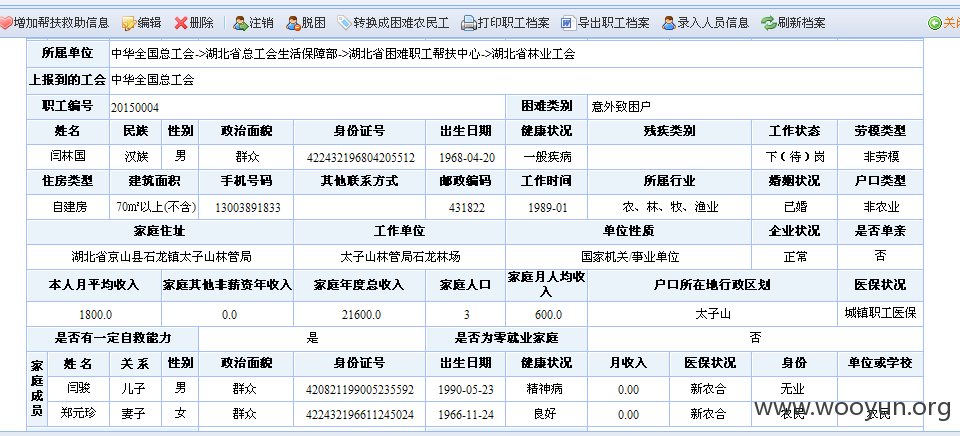 增加帮扶救助信息 编辑 删除 注销 脱困 转换成困难农民工 打印职工档案 导出职工档案 录入人员信息 刷新档案 关
所属单位 中华全国总工会->湖北省总工会生活保障部->湖北省困难职工帮扶中心->湖北省林业工会
上报到的工会 中华全国总工会
职工编号 20150004 困难类别 意外致困户
姓名 民族 性别 政治面貌 身份证号 出生日期 健康状况 残疾类别 工作状态 劳模类型
闫林国 汉族 男 群众 422432196804205512 1968-04-20 一般疾病 下（待）岗 非劳模
住房类型 建筑面积 手机号码 其他联系方式 邮政编码 工作时间 所属行业 婚姻状况 户口类型
自建房 70㎡以上(不含) 13003891833 431822 1989-01 农、林、牧、渔业 已婚 非农业
家庭住址 工作单位 单位性质 企业状况 是否单亲
湖北省京山县石龙镇太子山林管局 太子山林管局石龙林场 国家机关/事业单位 正常 否
本人月平均收入 家庭其他非薪资年收入 家庭年度总收入 家庭人口 家庭月人均收入 户口所在地行政区划 医保状况
1800.0 0.0 21600.0 3 600.0 太子山 城镇职工医保
是否有一定自救能力 是 是否为零就业家庭 否
家庭成员 姓 名 关 系 性别 政治面貌 身份证号 出生日期 健康状况 月收入 医保状况 身份 单位或学校
闫骏 儿子 男 群众 420821199005235592 1990-05-23 精神病 0.00 新农合 无业
郑元珍 妻子 女 群众 422432196611245024 1966-11-24 良好 0.00 新农合 农民 农民
www.wooyun.org